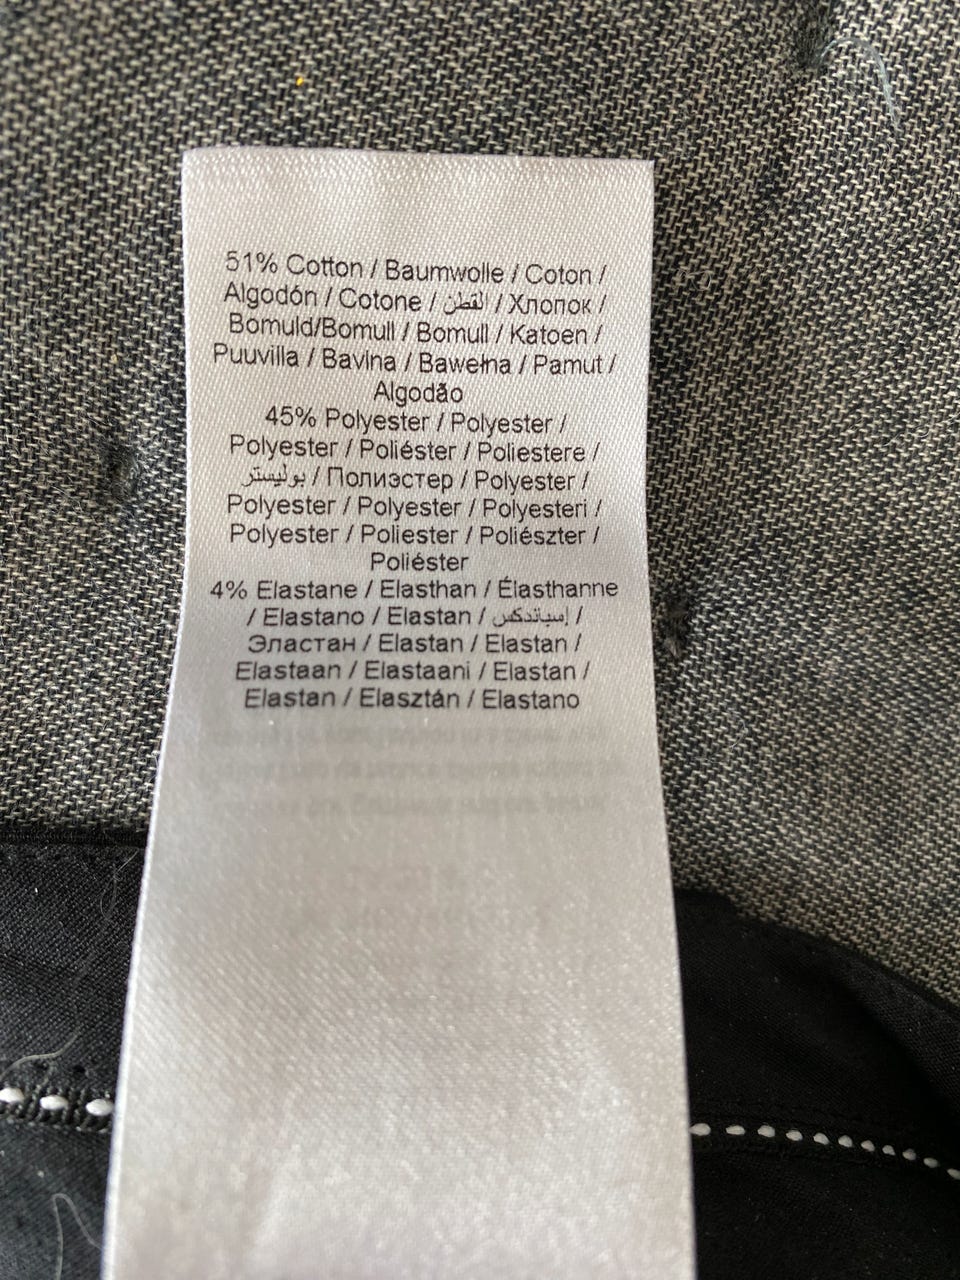 51% Cotton / Baumwolle / Coton /
Algodón / Cotone / القطن / Хлопок /
Bomuld/Bomull / Bomull / Katoen /
Puuvilla / Bavlna / Bawełna / Pamut /
Algodão
45% Polyester / Polyester /
Polyester / Poliéster / Poliestere /
بوليستر / Полиэстер / Polyester /
Polyester / Polyester / Polyesteri /
Polyester / Poliester / Poliészter /
Poliéster
4% Elastane / Elasthan / Élasthanne
/ Elastano / Elastan / إسباندكس /
Эластан / Elastan / Elastan /
Elastaan / Elastaani / Elastan /
Elastan / Elasztán / Elastano